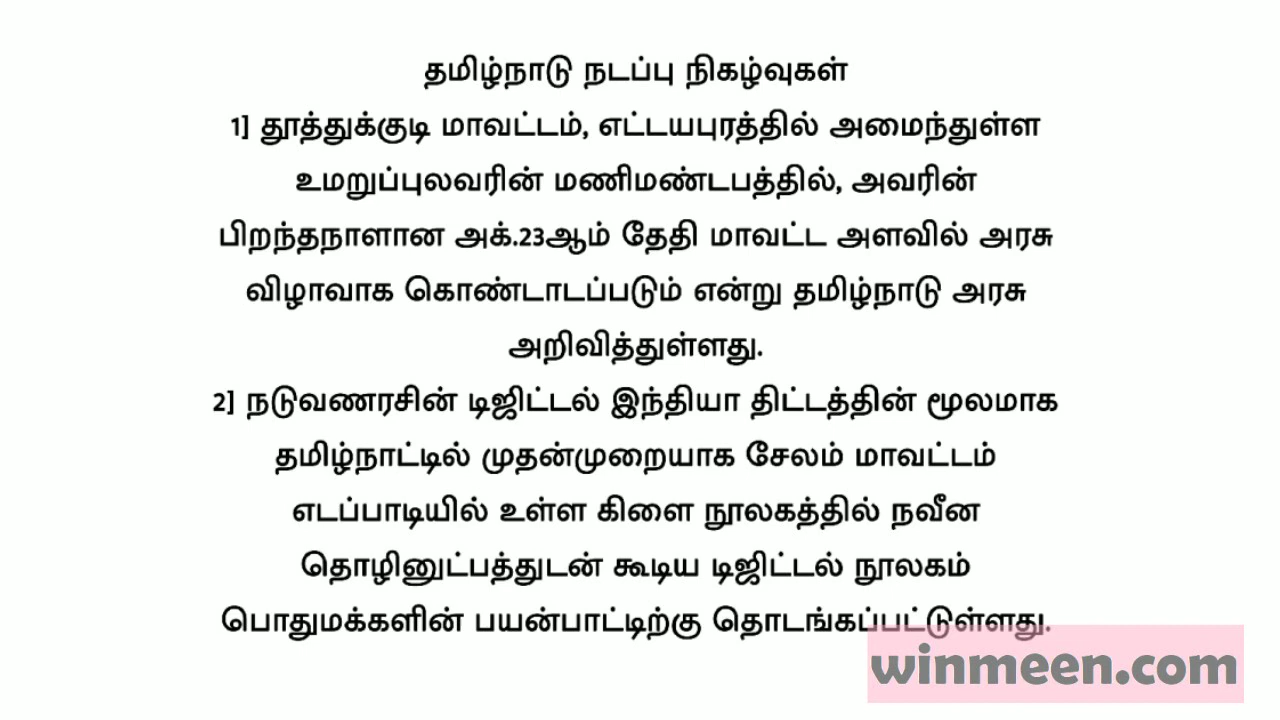 தமிழ்நாடு நடப்பு நிகழ்வுகள்
1] தூத்துக்குடி மாவட்டம், எட்டயபுரத்தில் அமைந்துள்ள
உமறுப்புலவரின் மணிமண்டபத்தில், அவரின்
பிறந்தநாளான அக்.23ஆம் தேதி மாவட்ட அளவில் அரசு
விழாவாக கொண்டாடப்படும் என்று தமிழ்நாடு அரசு
அறிவித்துள்ளது.
2] நடுவணரசின் டிஜிட்டல் இந்தியா திட்டத்தின் மூலமாக
தமிழ்நாட்டில் முதன்முறையாக சேலம் மாவட்டம்
எடப்பாடியில் உள்ள கிளை நூலகத்தில் நவீன
தொழினுட்பத்துடன் கூடிய டிஜிட்டல் நூலகம்
பொதுமக்களின் பயன்பாட்டிற்கு தொடங்கப்பட்டுள்ளது.
winmeen.com